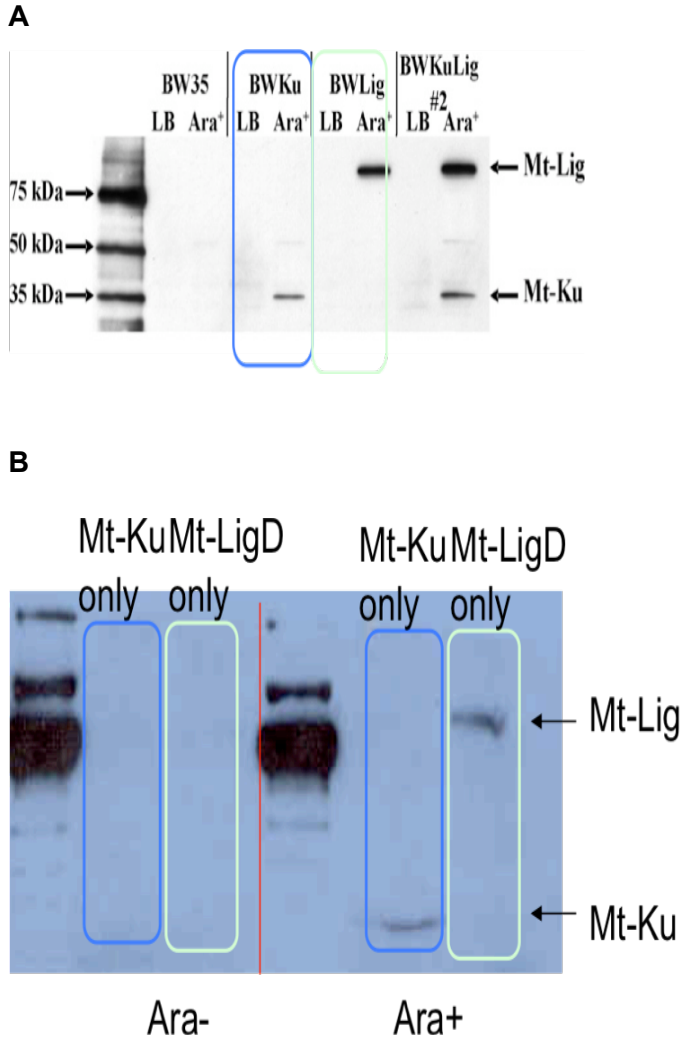 A
BW35 BWKu BWLig BWKuLig
#2
LB Ara+ LB Ara+ LB Ara+ LB Ara+
Mt-Lig
75 kDa
50 kDa
35 kDa
Mt-Ku
B
Mt-Ku Mt-LigD Mt-Ku Mt-LigD
only only only only
Mt-Lig
Mt-Ku
Ara- Ara+